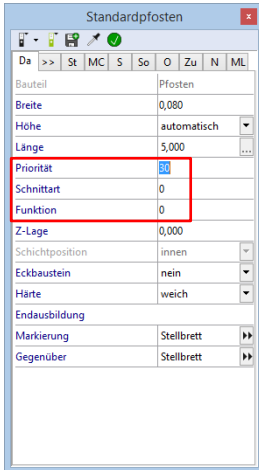 Standardpfosten
x
Da >> St MC S So O Zu N ML
Bauteil Pfosten
Breite 0,080
Höhe automatisch
Länge 5,000 ...
Priorität 30
Schnittart 0
Funktion 0
Z-Lage 0,000
Schichtposition innen
Eckbaustein nein
Härte weich
Endausbildung
Markierung Stellbrett
Gegenüber Stellbrett